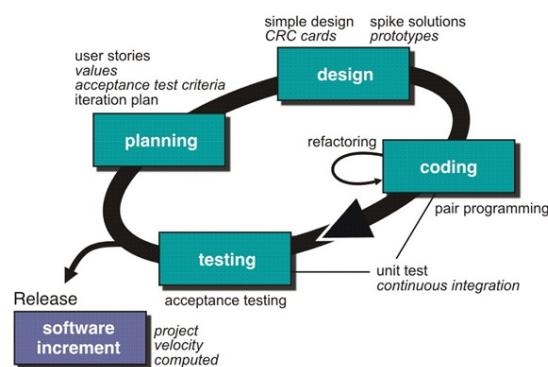 simple design
CRC cards
spike solutions
prototypes
user stories
values
acceptance test criteria
iteration plan
design
planning
refactoring
coding
pair programming
testing
unit test
continuous integration
acceptance testing
Release
software
increment
project
velocity
computed